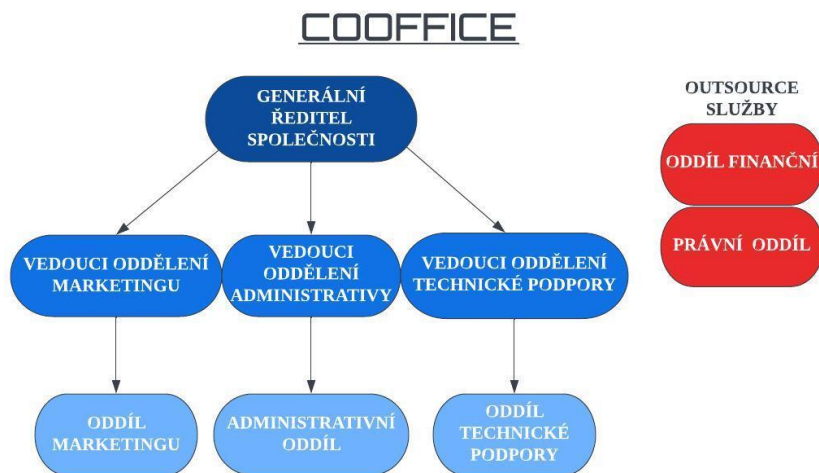 COOFFICE
GENERÁLNÍ
ŘEDITEL
SPOLEČNOSTI
OUTSOURCE
SLUŽBY
ODDÍL FINANČNÍ
PRÁVNÍ ODDÍL
VEDOUCI ODDĚLENÍ
MARKETINGU
VEDOUCI
ODDĚLENÍ
ADMINISTRATIVY
VEDOUCI ODDĚLENÍ
TECHNICKÉ PODPORY
ODDÍL
MARKETINGU
ADMINISTRATIVNÍ
ODDÍL
ODDÍL
TECHNICKÉ
PODPORY